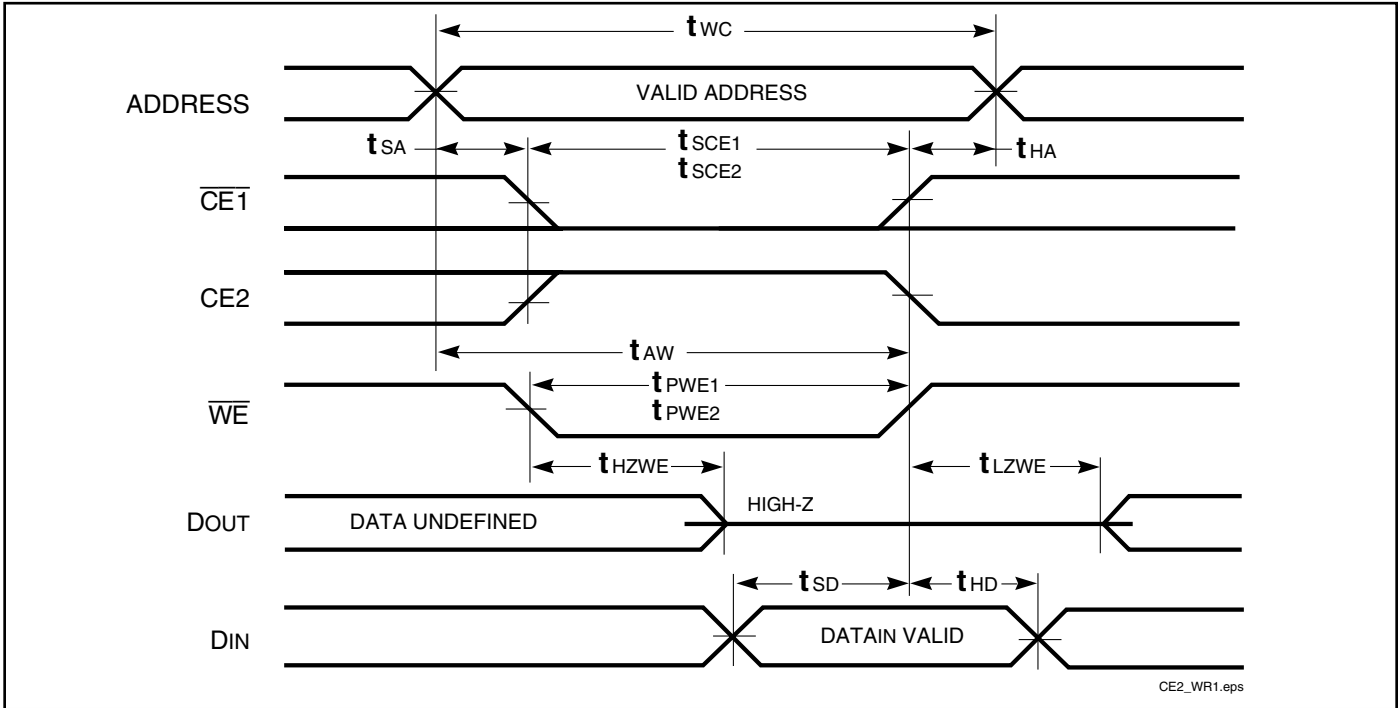 tWC
ADDRESS
VALID ADDRESS
tSA
tSCE1
tSCE2
tHA
CE1
CE2
tAW
WE
tPWE1
tPWE2
tHZWE
tLZWE
DOUT
DATA UNDEFINED
HIGH-Z
tSD
tHD
DIN
DATAIN VALID
CE2_WR1.eps